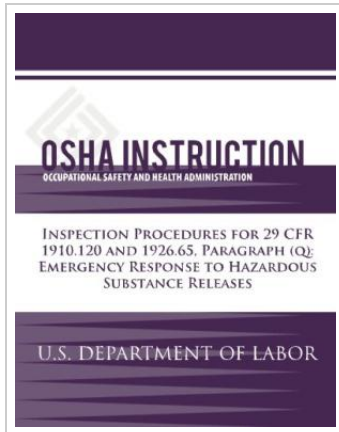 OSHA INSTRUCTION
OCCUPATIONAL SAFETY AND HEALTH ADMINISTRATION
INSPECTION PROCEDURES FOR 29 CFR
1910.120 AND 1926.65, PARAGRAPH (Q):
EMERGENCY RESPONSE TO HAZARDOUS
SUBSTANCE RELEASES
U.S. DEPARTMENT OF LABOR